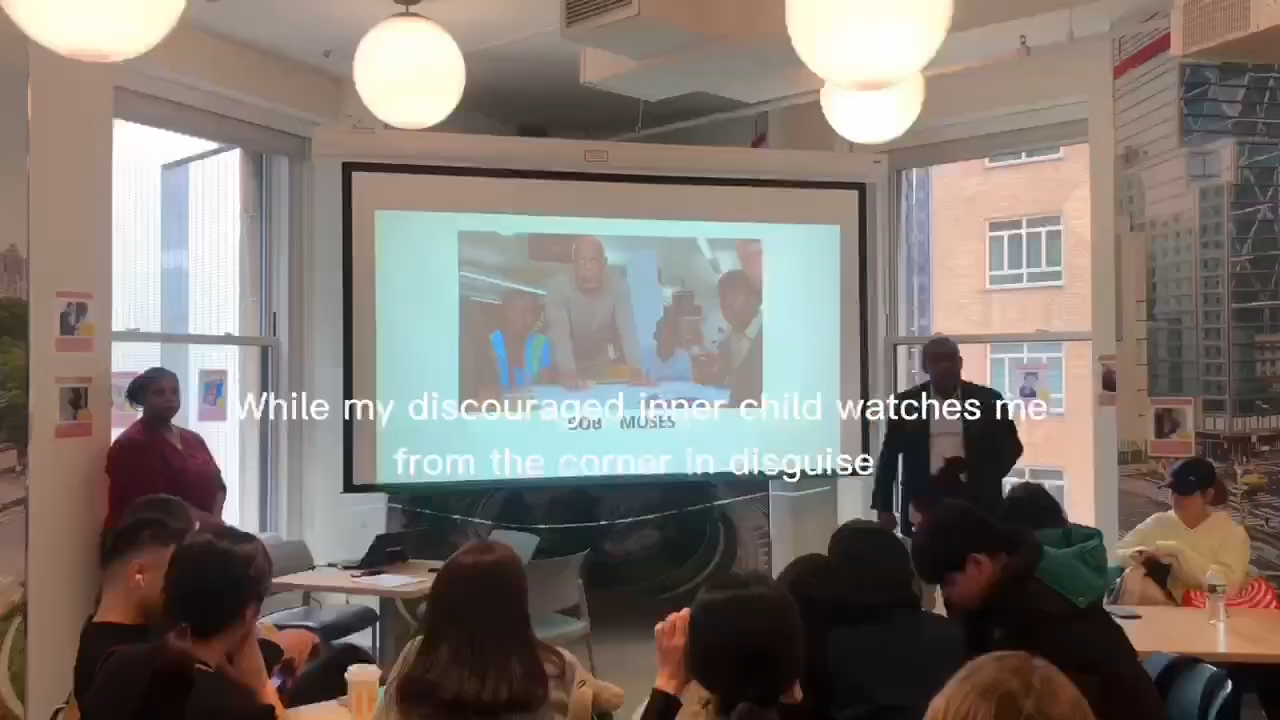 While my discouraged inner child watches me
BOB MOSES
from the corner in disguise